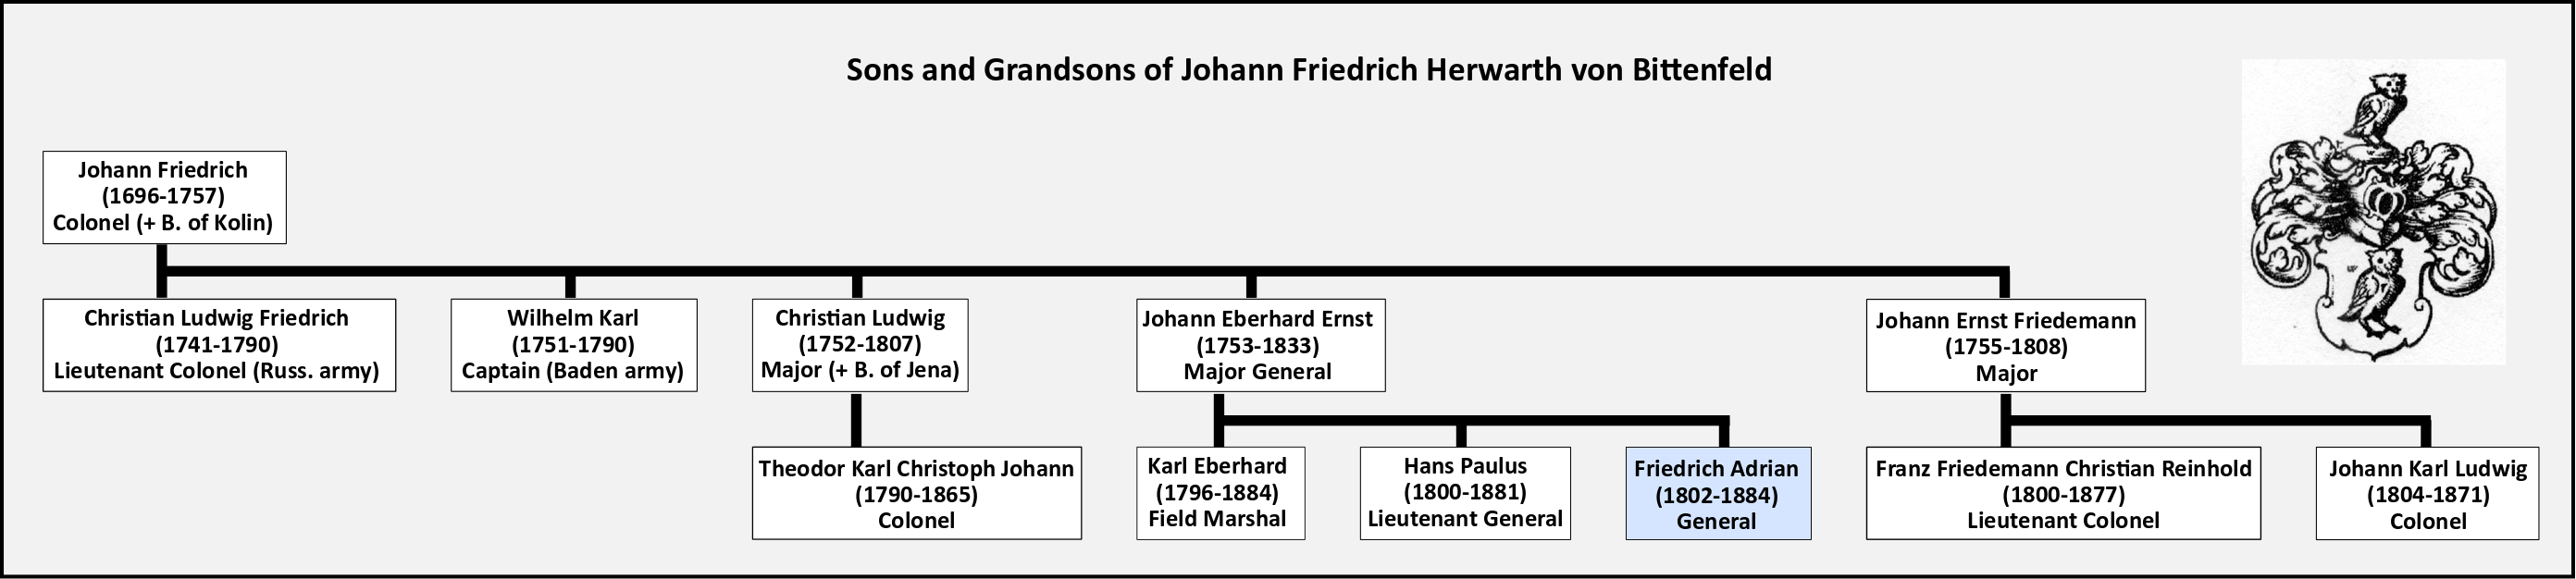 Sons and Grandsons of Johann Friedrich Herwarth von Bittenfeld
Johann Friedrich
(1696-1757)
Colonel (+ B. of Kolin)
Christian Ludwig Friedrich
(1741-1790)
Lieutenant Colonel (Russ. army)
Wilhelm Karl
(1751-1790)
Captain (Baden army)
Christian Ludwig
(1752-1807)
Major (+ B. of Jena)
Johann Eberhard Ernst
(1753-1833)
Major General
Johann Ernst Friedemann
(1755-1808)
Major
Theodor Karl Christoph Johann
(1790-1865)
Colonel
Karl Eberhard
(1796-1884)
Field Marshal
Hans Paulus
(1800-1881)
Lieutenant General
Friedrich Adrian
(1802-1884)
General
Franz Friedemann Christian Reinhold
(1800-1877)
Lieutenant Colonel
Johann Karl Ludwig
(1804-1871)
Colonel